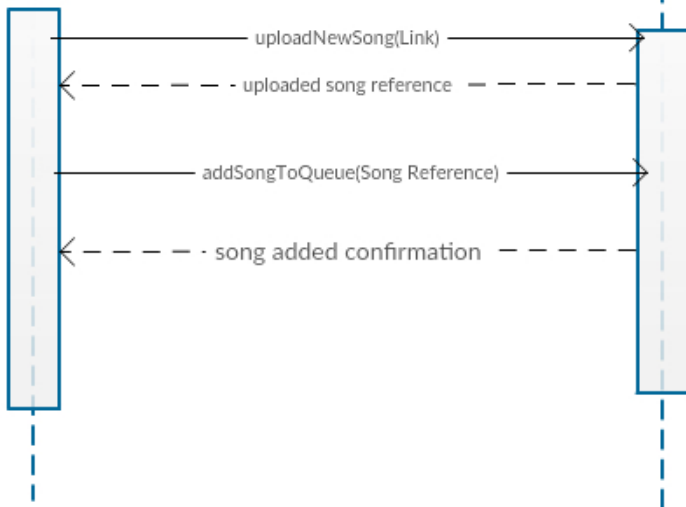 uploadNewSong(Link)
uploaded song reference
addSongToQueue(Song Reference)
song added confirmation